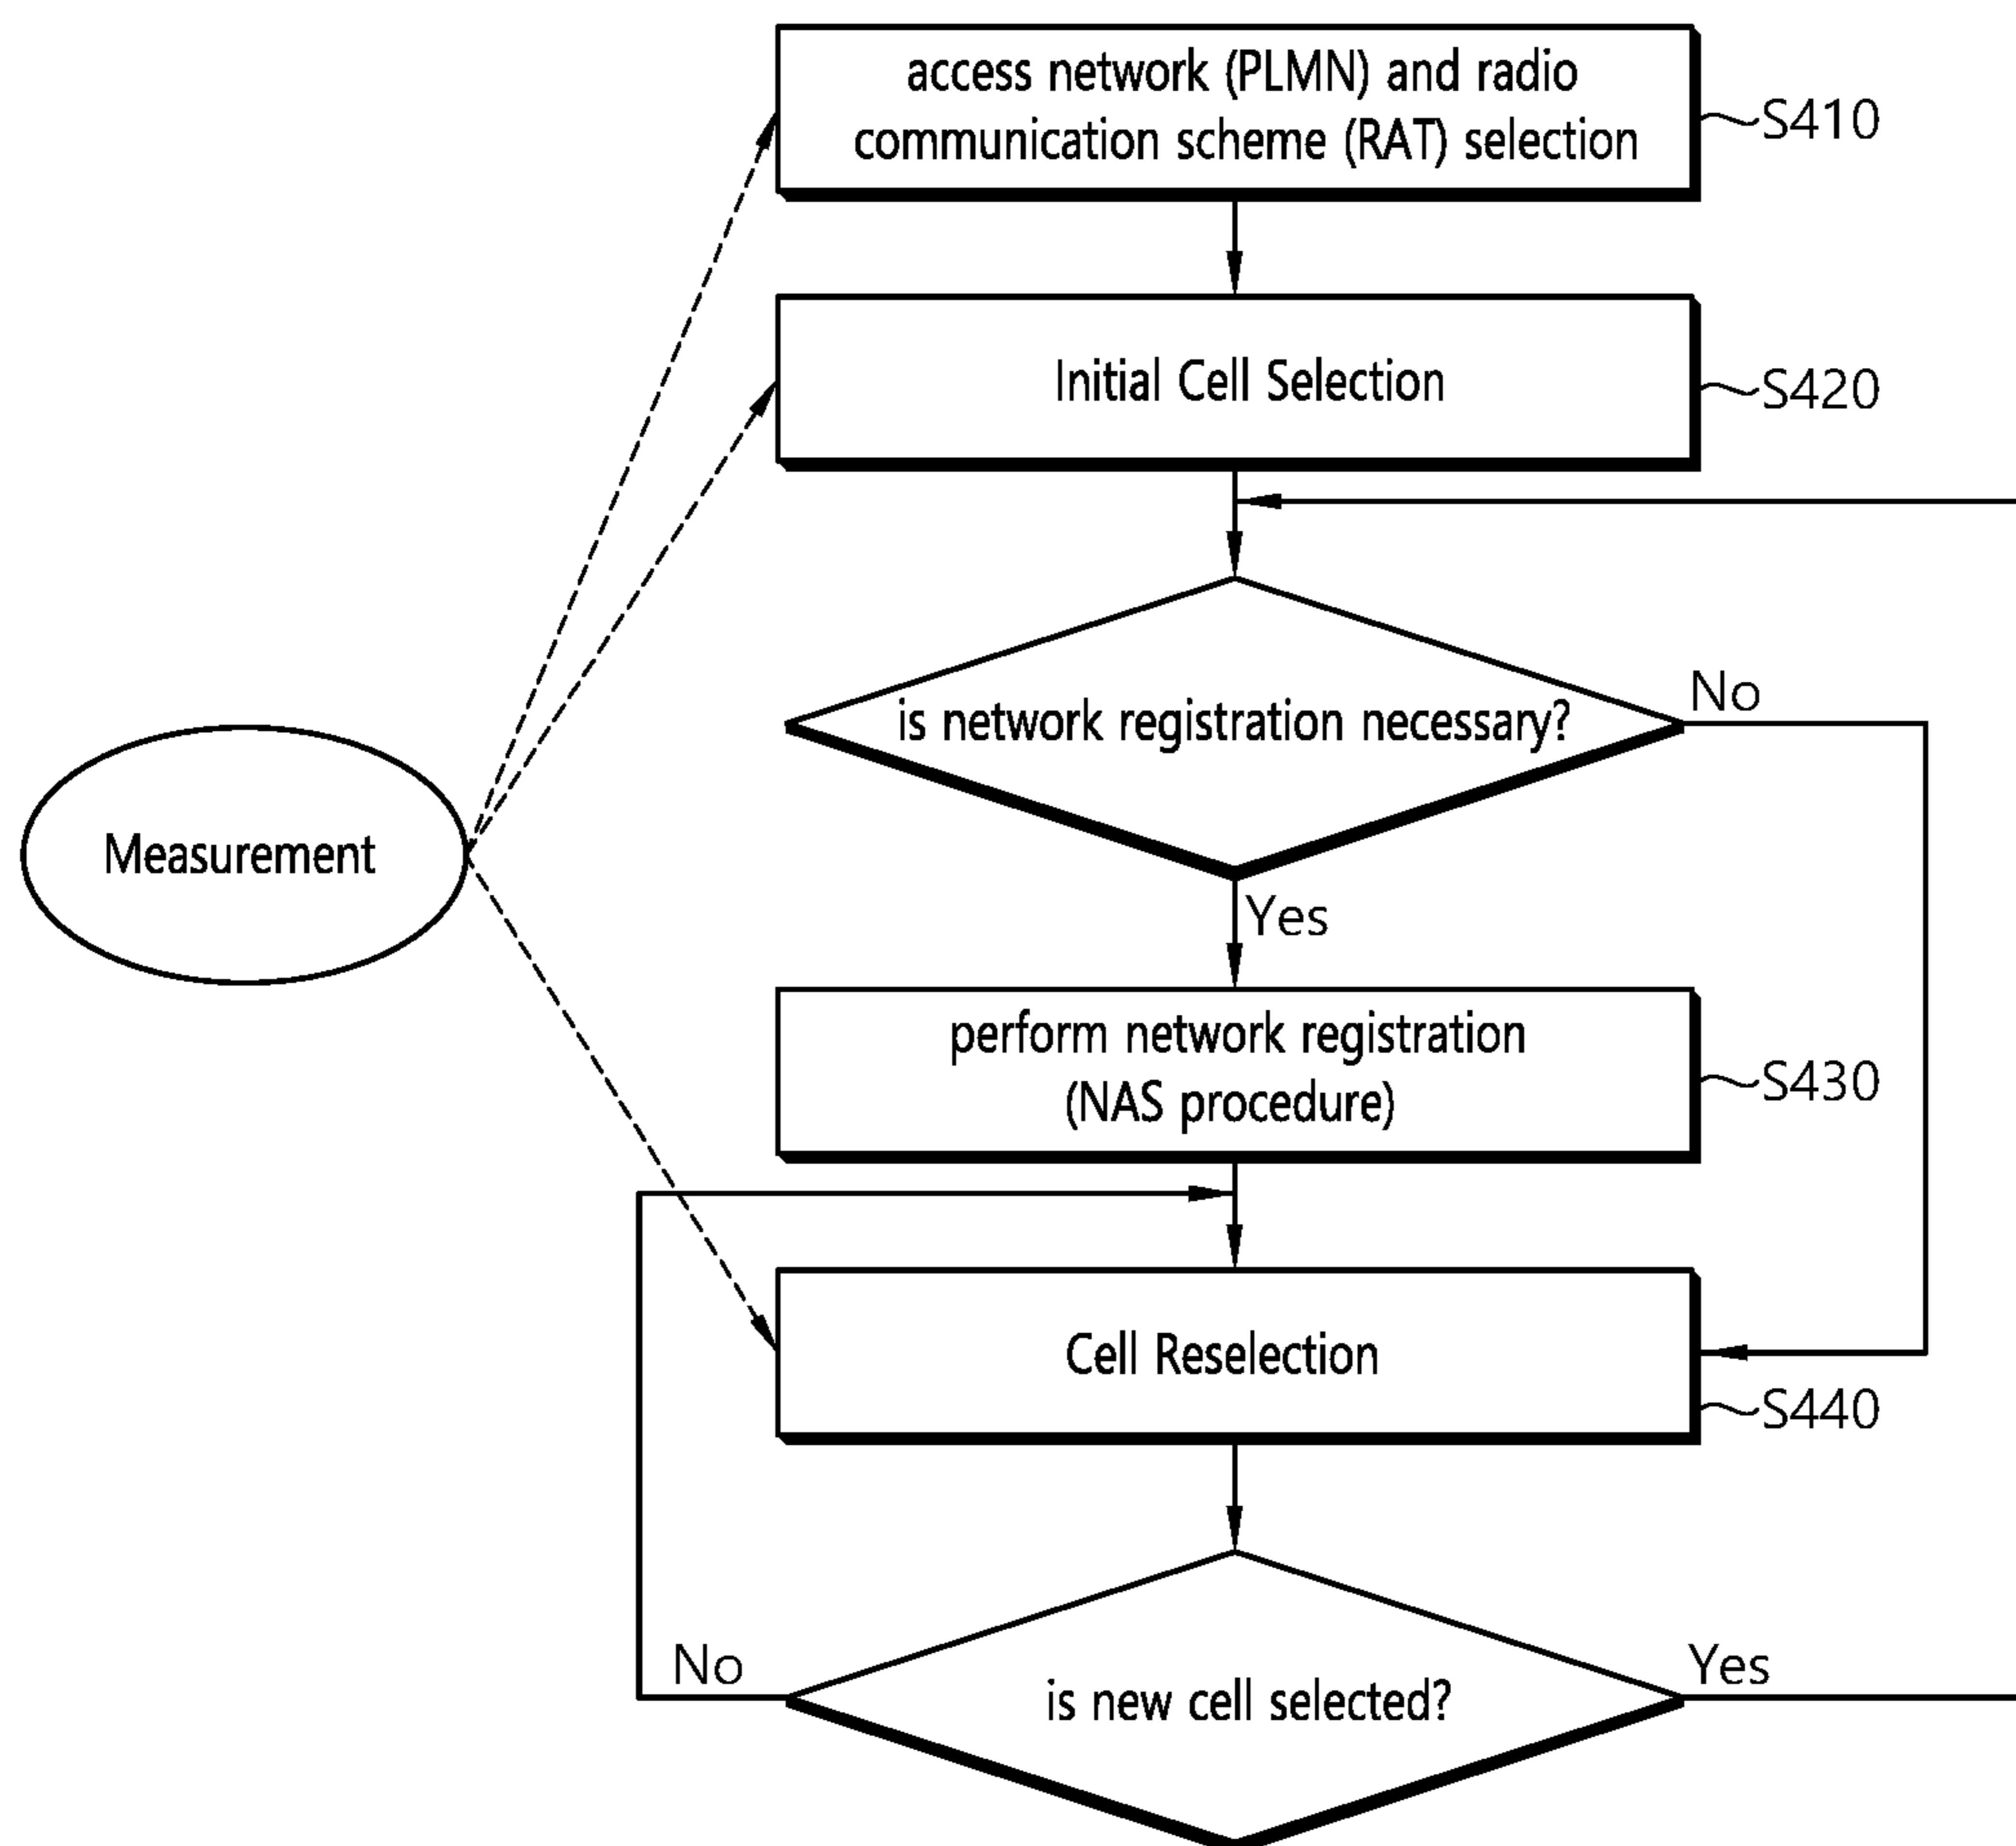 access network (PLMN) and radio
communication scheme (RAT) selection
S410
Initial Cell Selection
S420
is network registration necessary?
No
Measurement
Yes
perform network registration
(NAS procedure)
S430
Cell Reselection
S440
No
is new cell selected?
Yes